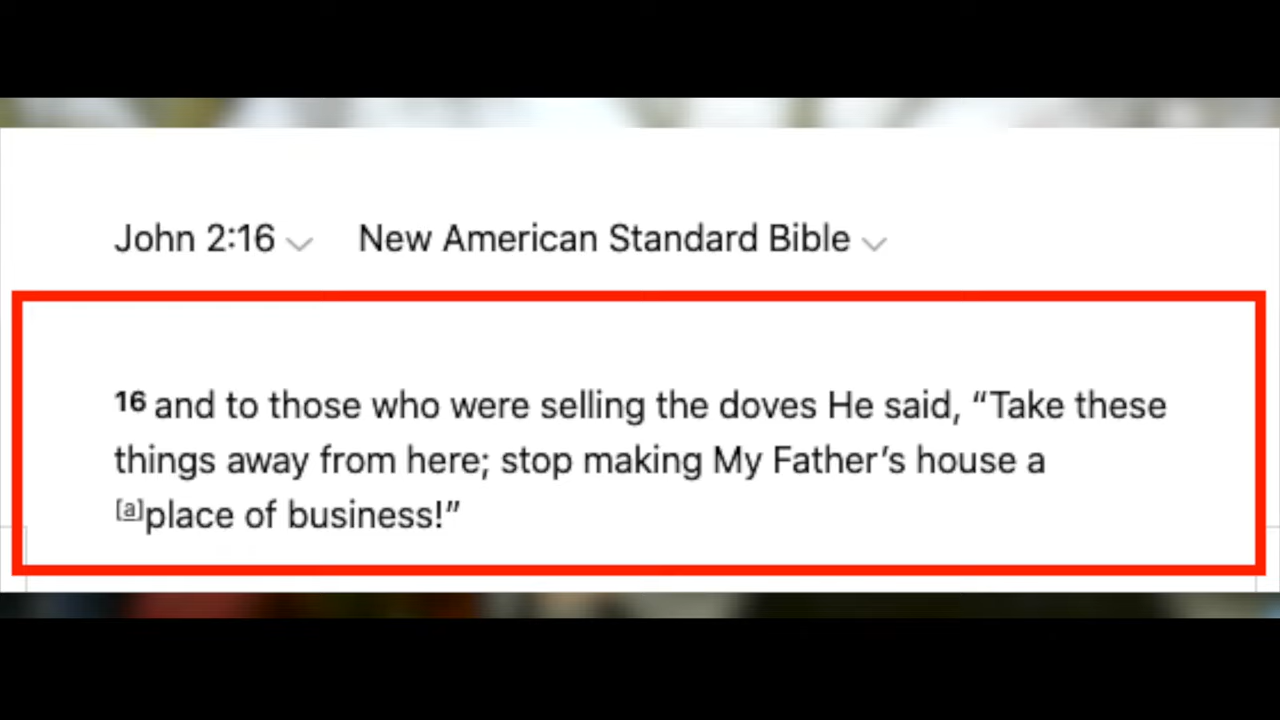 John 2:16 New American Standard Bible
16 and to those who were selling the doves He said, “Take these
things away from here; stop making My Father’s house a
[a]place of business!”